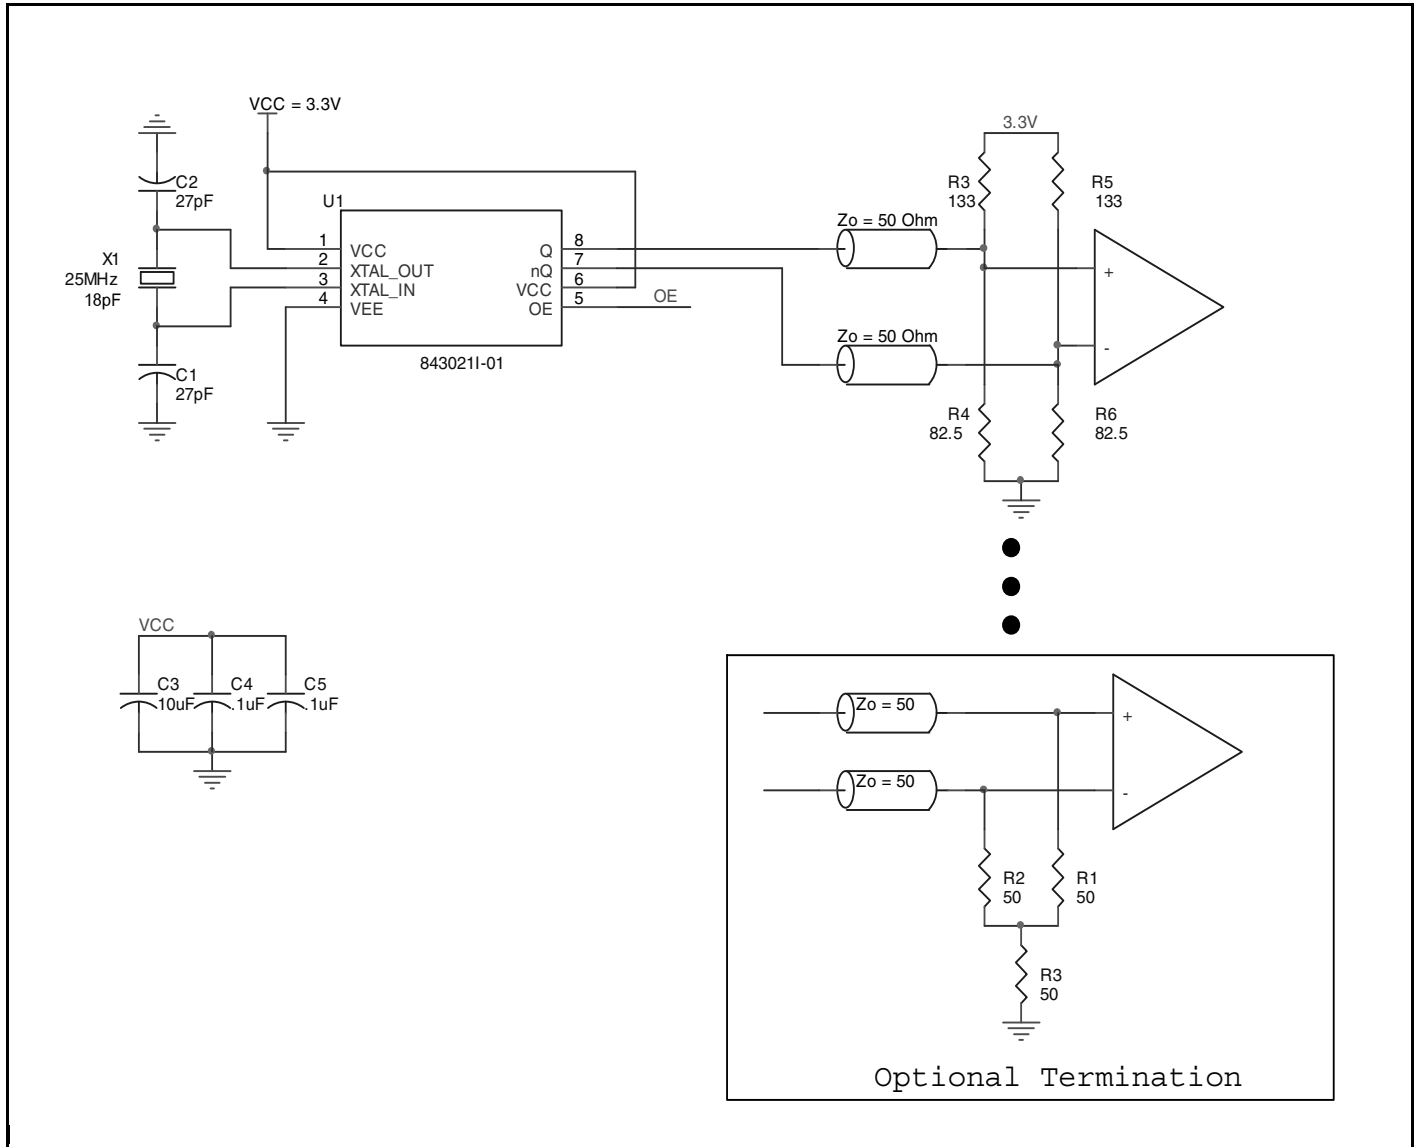 VCC = 3.3V
3.3V
C2
27pF
R3
133
R5
133
U1
Zo = 50 Ohm
X1
25MHz
18pF
1
2
3
4
VCC
XTAL_OUT
XTAL_IN
VEE
Q
nQ
VCC
OE
8
7
6
5
OE
+
-
843021I-01
Zo = 50 Ohm
C1
27pF
R4
82.5
R6
82.5
VCC
C3
10uF
C4
.1uF
C5
.1uF
Zo = 50
+
Zo = 50
-
R2
50
R1
50
R3
50
Optional Termination